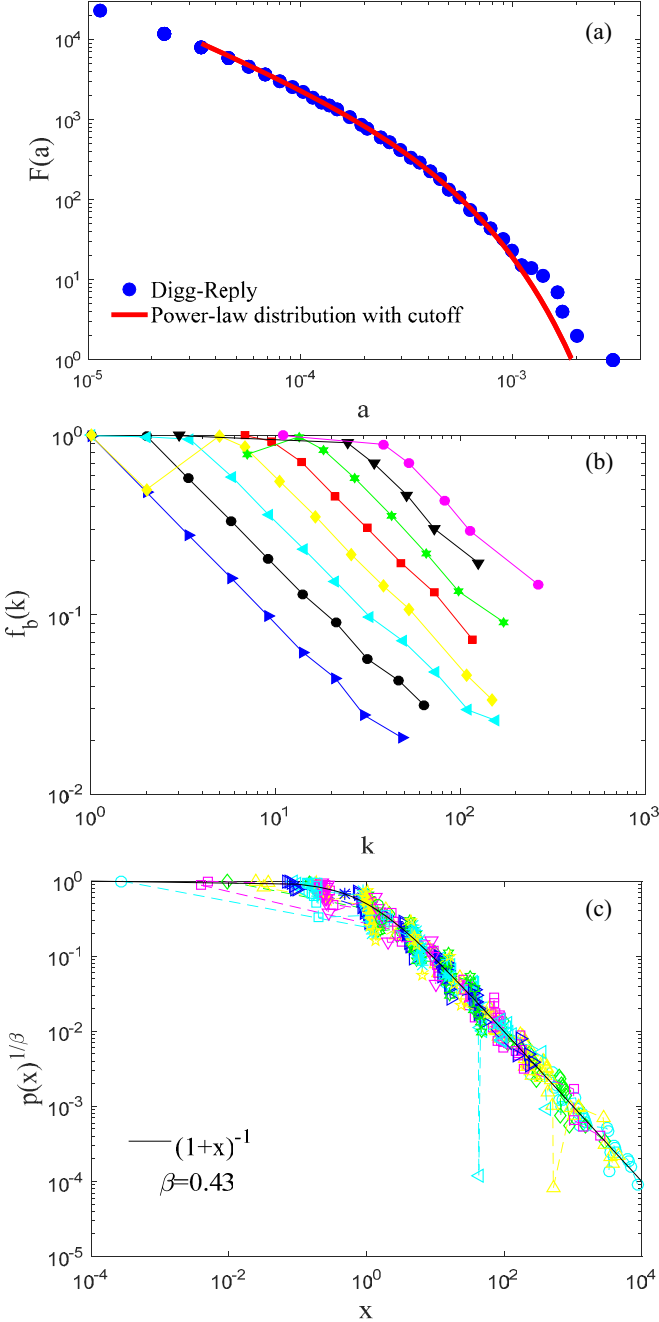 (a)
10^4
10^3
10^2
10^1
10^0
F(a)
Digg-Reply
Power-law distribution with cutoff
10^-5 10^-4 10^-3
a
(b)
10^0
10^-1
10^-2
f_b(k)
10^0 10^1 10^2 10^3
k
(c)
10^0
10^-1
10^-2
10^-3
10^-4
10^-5
p(x)^1/β
(1+x)^-1
β=0.43
10^-4 10^-2 10^0 10^2 10^4
x